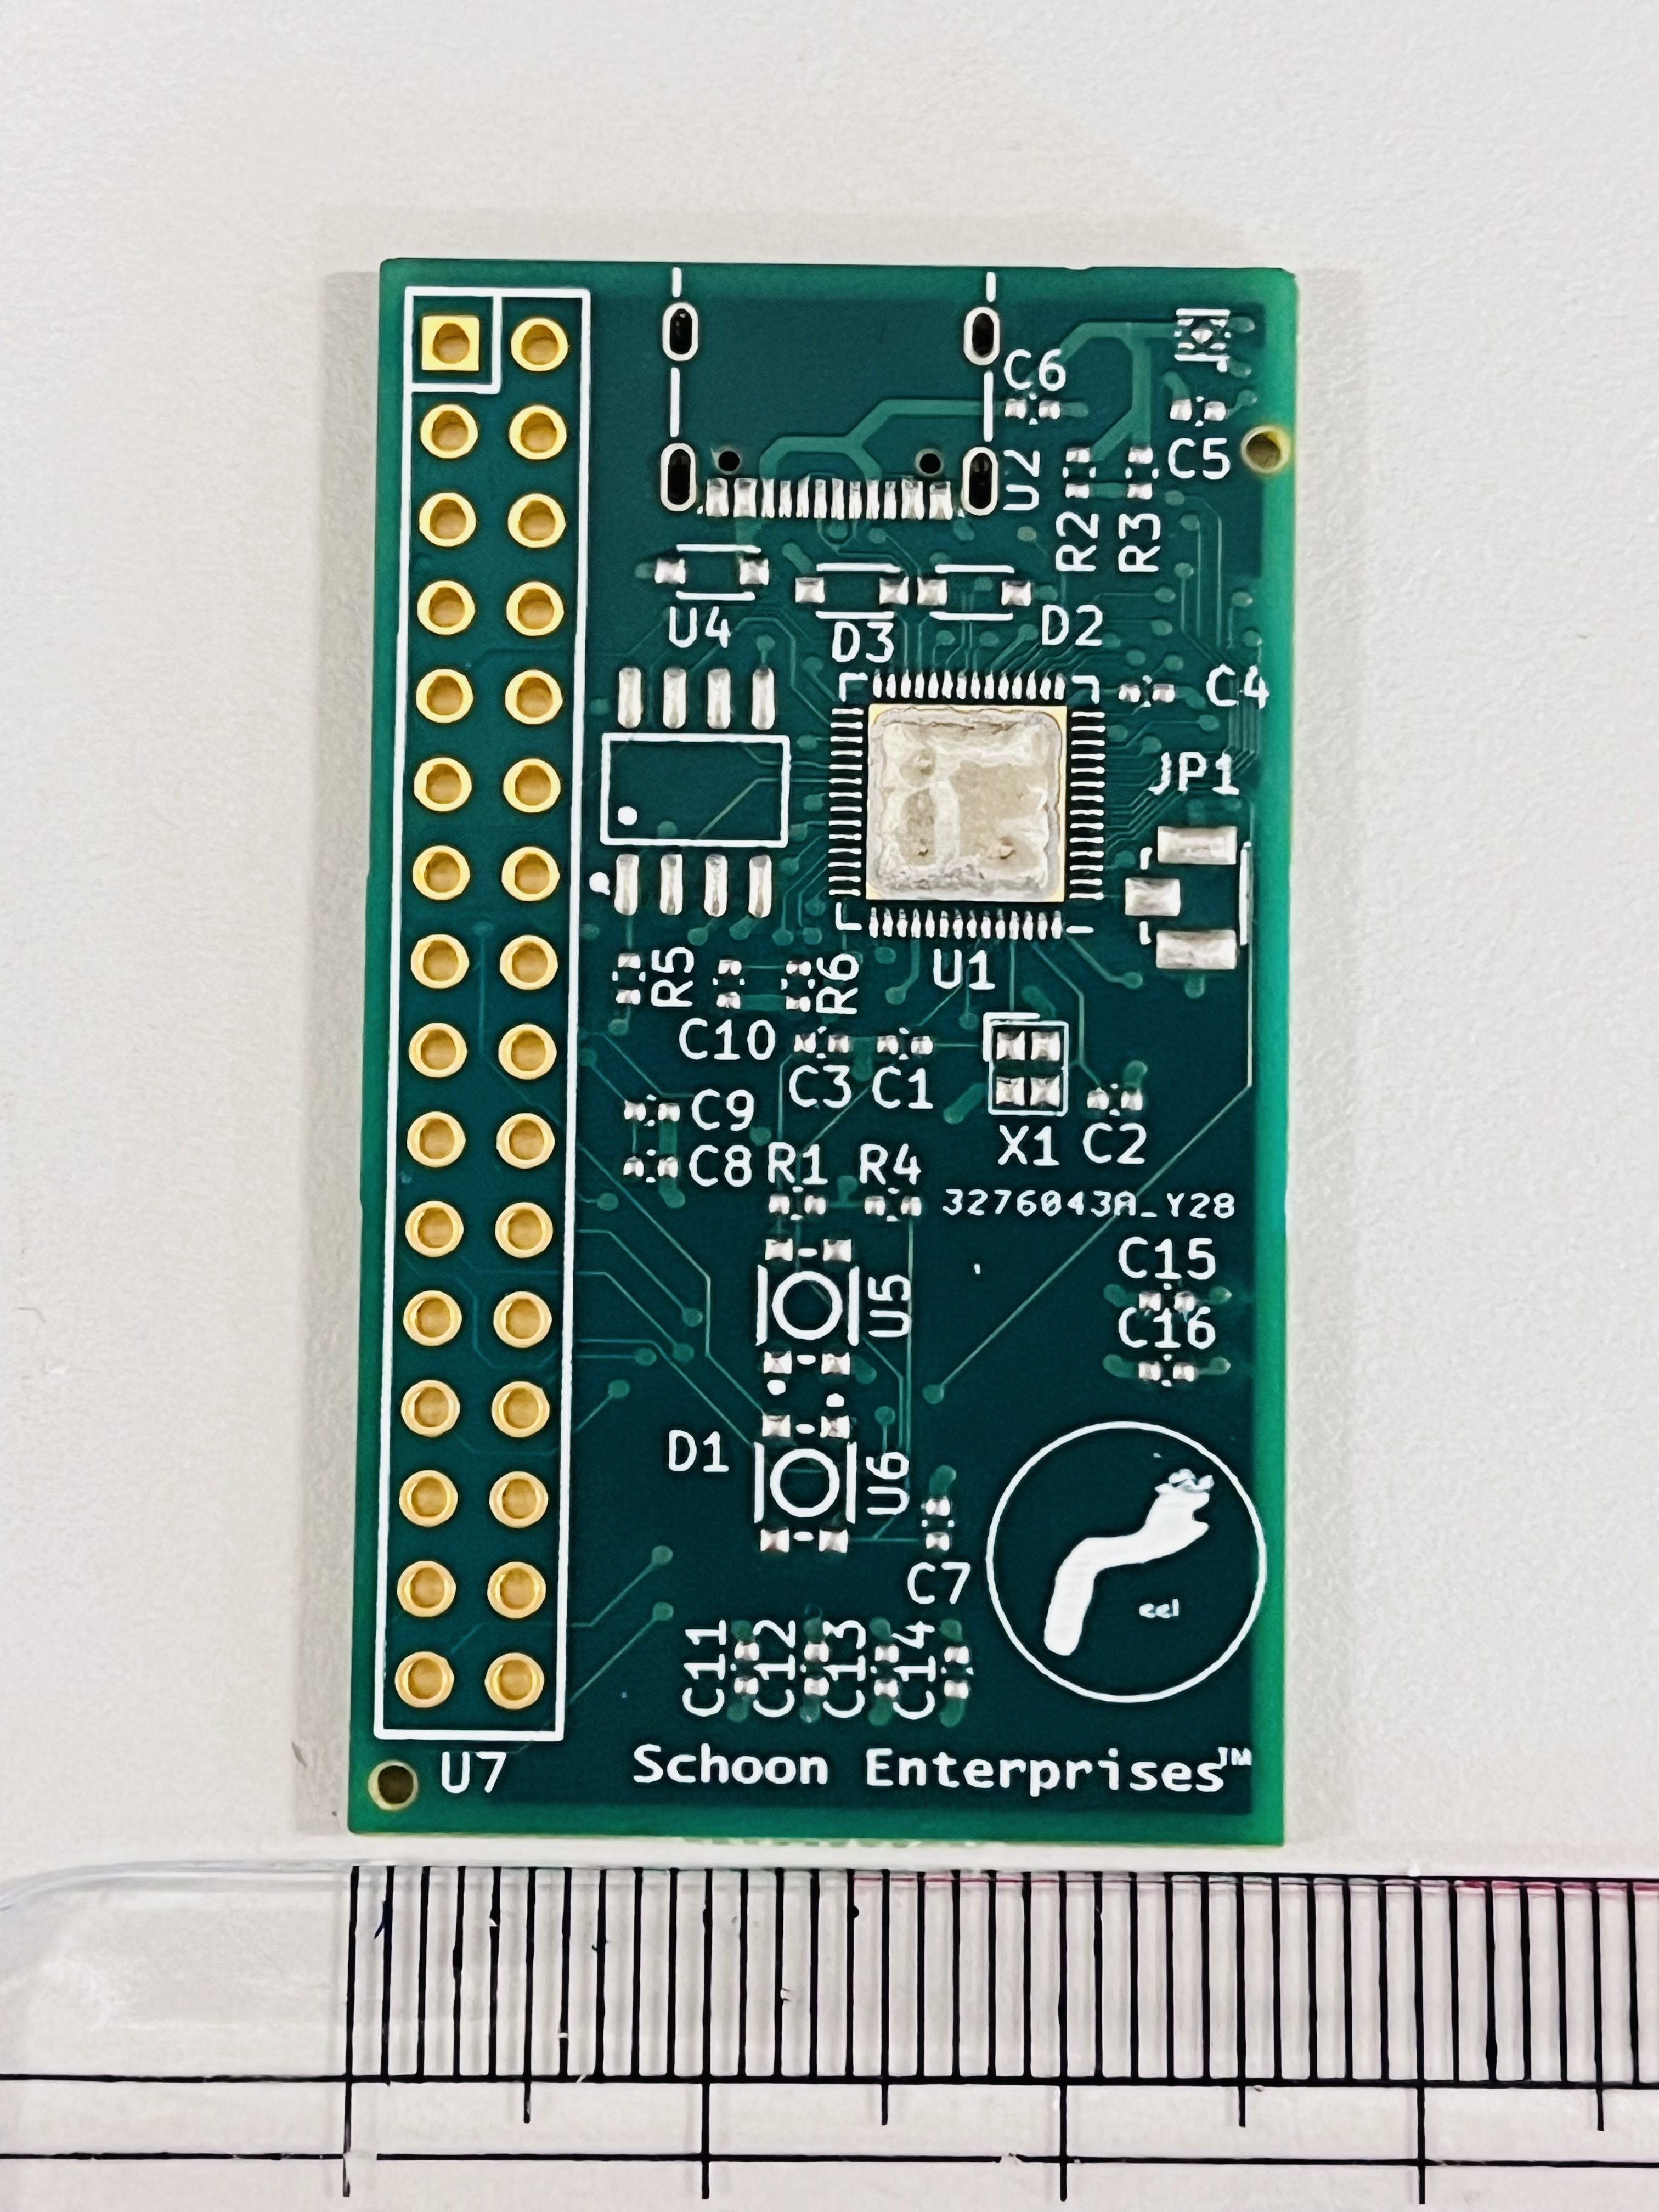 C6
C5
U2
R2
R3
U4
D3
D2
C4
JP1
U1
R5
R6
C10
C3
C1
C9
X1
C2
C8
R1
R4
3276043A_Y28
C15
U5
C16
D1
U6
C7
eel
C11
C12
C13
C14
U7
Schoon Enterprises™